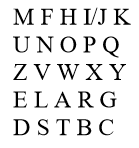 M F H I/J K
U N O P Q
Z V W X Y
E L A R G
D S T B C